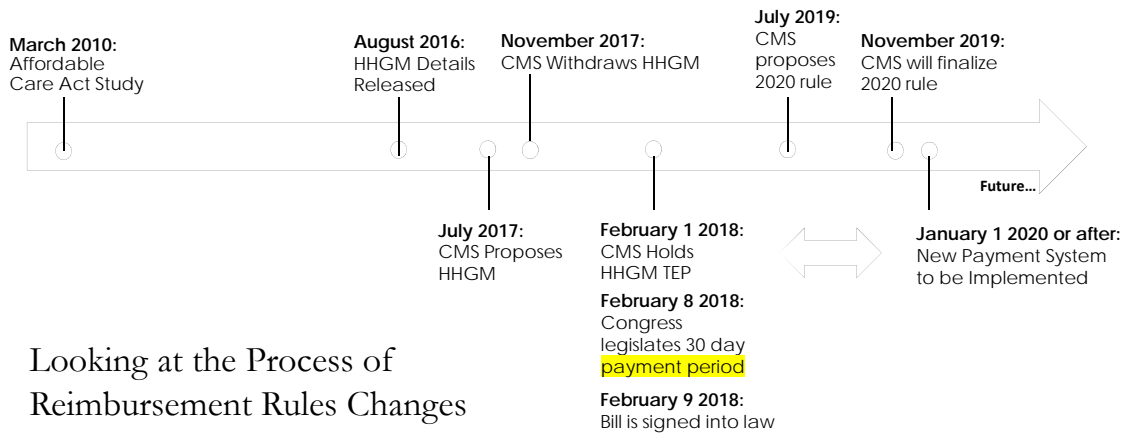 March 2010:
Affordable
Care Act Study
August 2016:
HHGM Details
Released
November 2017:
CMS Withdraws HHGM
July 2019:
CMS
proposes
2020 rule
November 2019:
CMS will finalize
2020 rule
Future...
July 2017:
CMS Proposes
HHGM
February 1 2018:
CMS Holds
HHGM TEP
February 8 2018:
Congress
legislates 30 day
payment period
February 9 2018:
Bill is signed into law
January 1 2020 or after:
New Payment System
to be Implemented
Looking at the Process of
Reimbursement Rules Changes